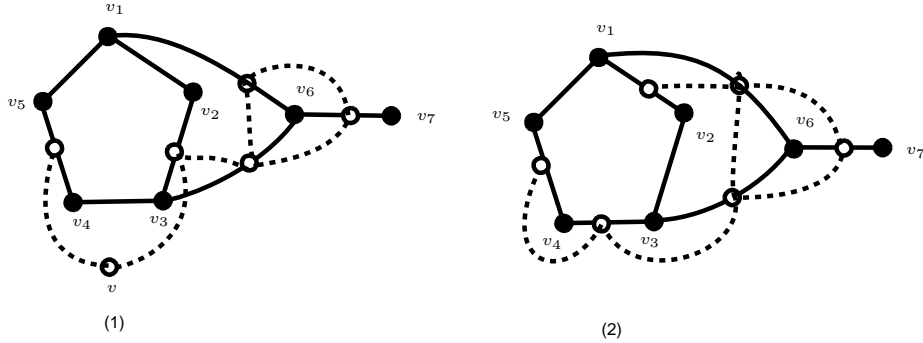 v₁
v₁
v₅
v₂
v₆
v₇
v₅
v₂
v₆
v₇
v₄
v₃
v₄
v₃
v
(1)
(2)